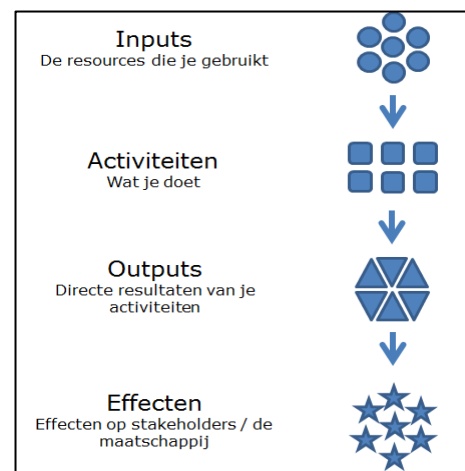 Inputs
De resources die je gebruikt
Activiteiten
Wat je doet
Outputs
Directe resultaten van je
activiteiten
Effecten
Effecten op stakeholders / de
maatschappij